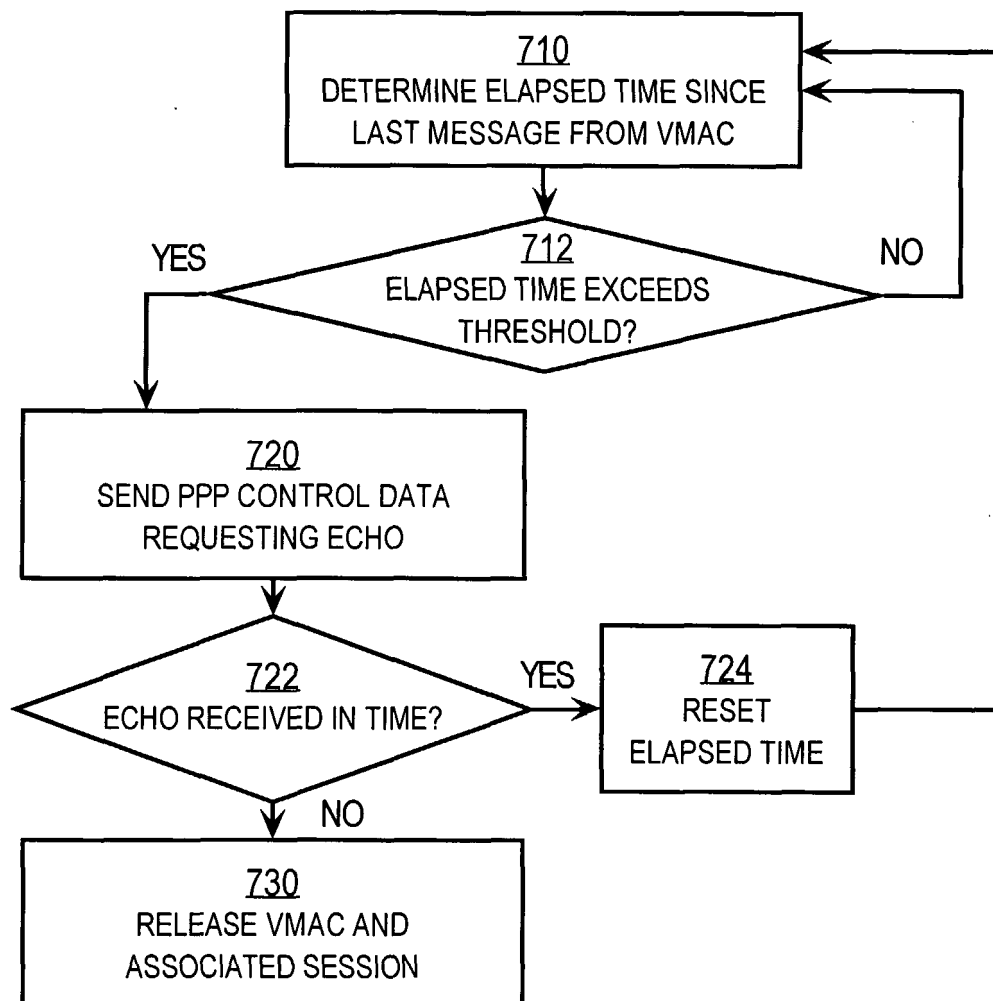 710
DETERMINE ELAPSED TIME SINCE
LAST MESSAGE FROM VMAC
YES
712
NO
ELAPSED TIME EXCEEDS
THRESHOLD?
720
SEND PPP CONTROL DATA
REQUESTING ECHO
722
ECHO RECEIVED IN TIME?
YES
724
RESET
ELAPSED TIME
NO
730
RELEASE VMAC AND
ASSOCIATED SESSION